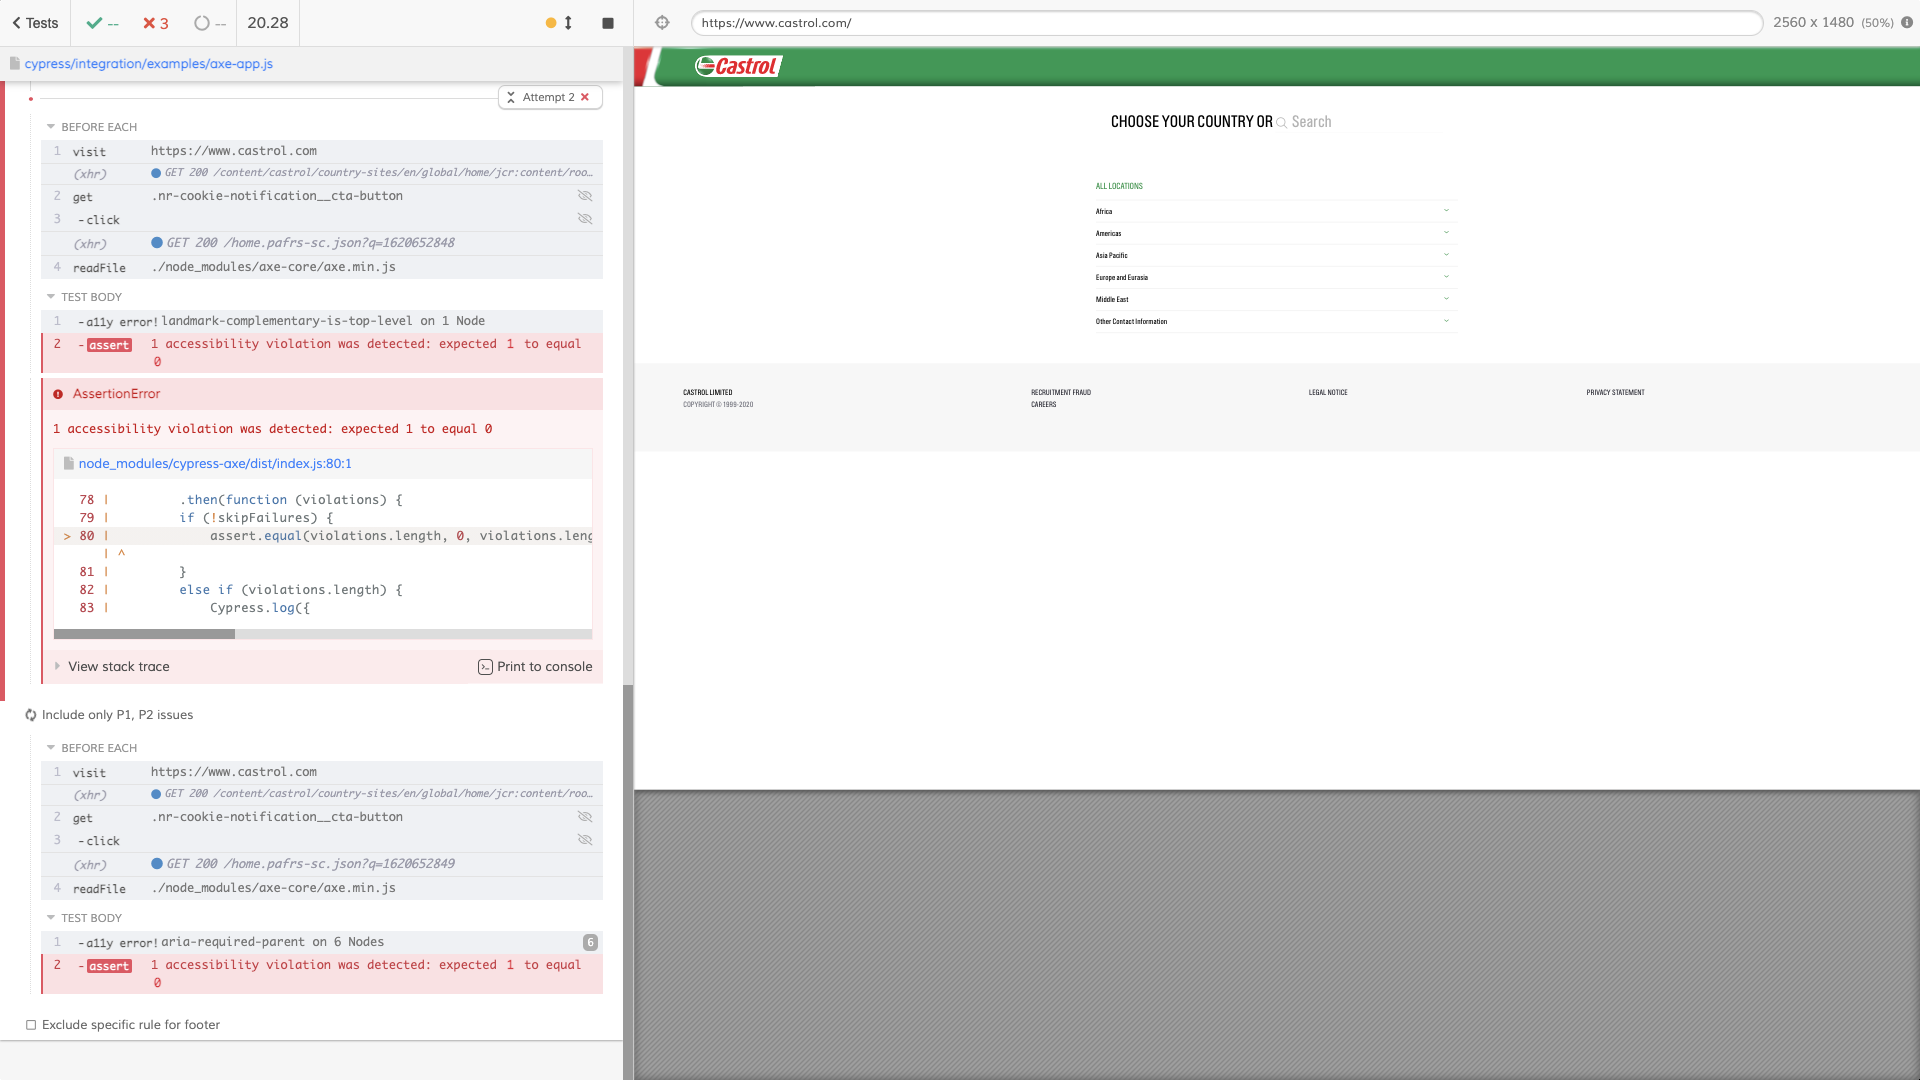 Tests
--
3
--
20.28
https://www.castrol.com/
2560 x 1480 (50%)
cypress/integration/examples/axe-app.js
Attempt 2
BEFORE EACH
1 visit https://www.castrol.com
(xhr) GET 200 /content/castrol/country-sites/en/global/home/jcr:content/roo...
2 get .nr-cookie-notification__cta-button
3 -click
(xhr) GET 200 /home.pafrs-sc.json?q=1620652848
4 readFile ./node_modules/axe-core/axe.min.js
TEST BODY
1 -a11y error! landmark-complementary-is-top-level on 1 Node
2 -assert 1 accessibility violation was detected: expected 1 to equal
0
AssertionError
1 accessibility violation was detected: expected 1 to equal 0
node_modules/cypress-axe/dist/index.js:80:1
78 | .then(function (violations) {
79 | if (!skipFailures) {
> 80 | assert.equal(violations.length, 0, violations.leng
| ^
81 | }
82 | else if (violations.length) {
83 | Cypress.log({
View stack trace
Print to console
Include only P1, P2 issues
BEFORE EACH
1 visit https://www.castrol.com
(xhr) GET 200 /content/castrol/country-sites/en/global/home/jcr:content/roo...
2 get .nr-cookie-notification__cta-button
3 -click
(xhr) GET 200 /home.pafrs-sc.json?q=1620652849
4 readFile ./node_modules/axe-core/axe.min.js
TEST BODY
1 -a11y error! aria-required-parent on 6 Nodes 6
2 -assert 1 accessibility violation was detected: expected 1 to equal
0
Exclude specific rule for footer
Castrol
CHOOSE YOUR COUNTRY OR Search
ALL LOCATIONS
Africa
Americas
Asia Pacific
Europe and Eurasia
Middle East
Other Contact Information
CASTROL LIMITED
COPYRIGHT © 1999-2020
RECRUITMENT FRAUD
CAREERS
LEGAL NOTICE
PRIVACY STATEMENT